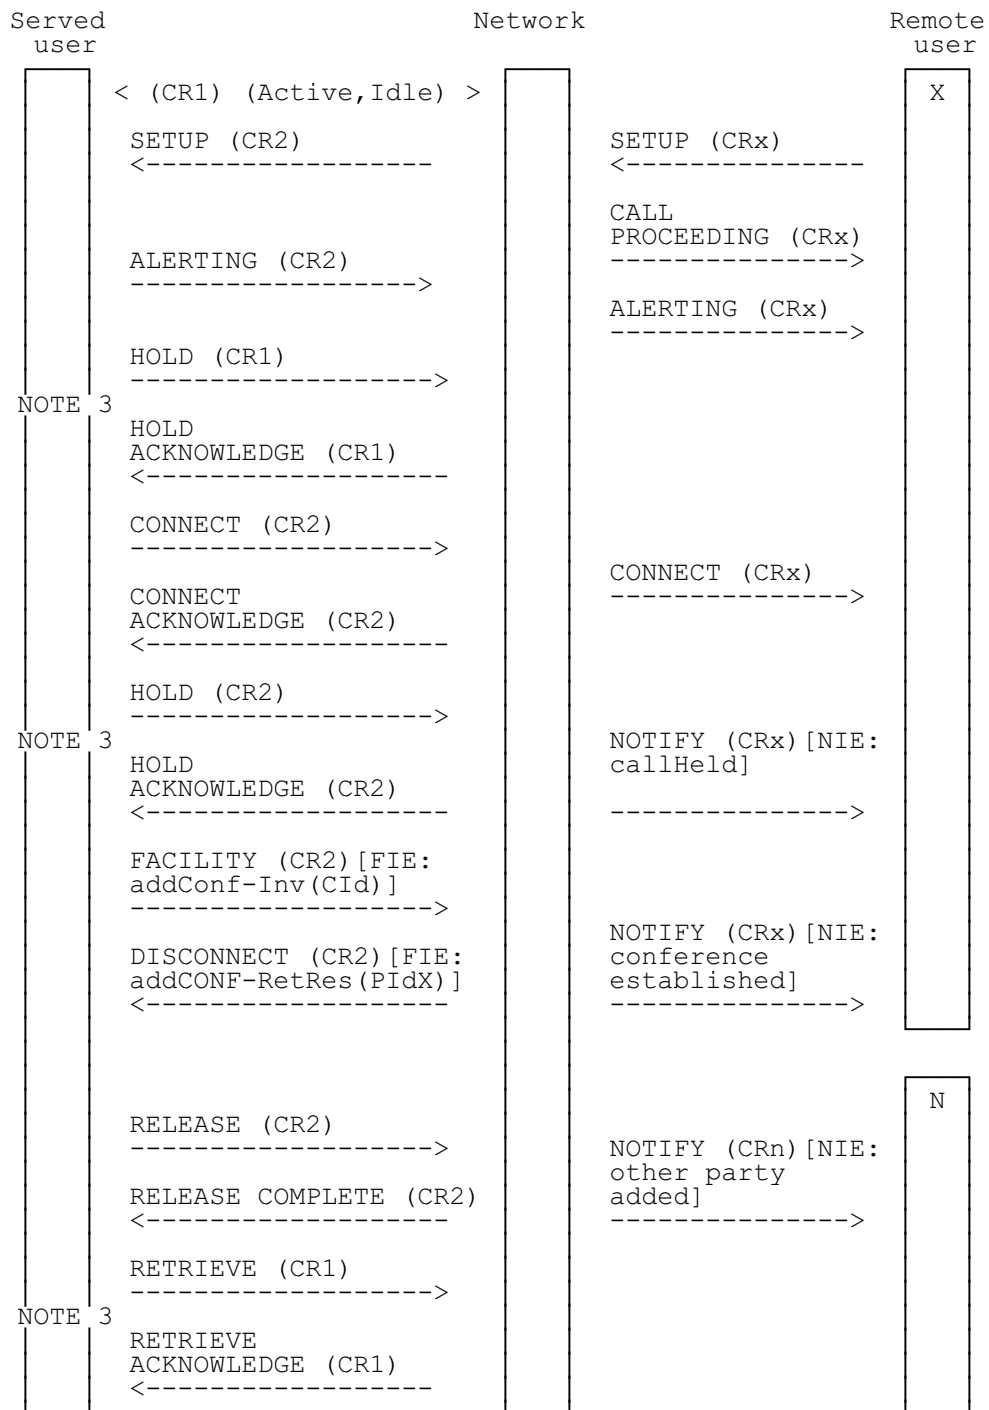 Served Network Remote
user user
< (CR1) (Active,Idle) > X
SETUP (CR2) SETUP (CRx)
<------------------- <---------------
CALL
PROCEEDING (CRx)
ALERTING (CR2) --------------->
------------------->
ALERTING (CRx)
--------------->
HOLD (CR1)
------------------->
NOTE 3
HOLD
ACKNOWLEDGE (CR1)
<-------------------
CONNECT (CR2)
------------------->
CONNECT (CRx)
CONNECT --------------->
ACKNOWLEDGE (CR2)
<-------------------
HOLD (CR2)
------------------->
NOTE 3 NOTIFY (CRx)[NIE:
HOLD callHeld]
ACKNOWLEDGE (CR2)
<------------------- --------------->
FACILITY (CR2)[FIE:
addConf-Inv(CId)]
------------------->
NOTIFY (CRx)[NIE:
DISCONNECT (CR2)[FIE: conference
addCONF-RetRes(PIdX)] established]
<------------------- --------------->
N
RELEASE (CR2)
-------------------> NOTIFY (CRn)[NIE:
other party
RELEASE COMPLETE (CR2) added]
<------------------- --------------->
RETRIEVE (CR1)
------------------->
NOTE 3
RETRIEVE
ACKNOWLEDGE (CR1)
<------------------